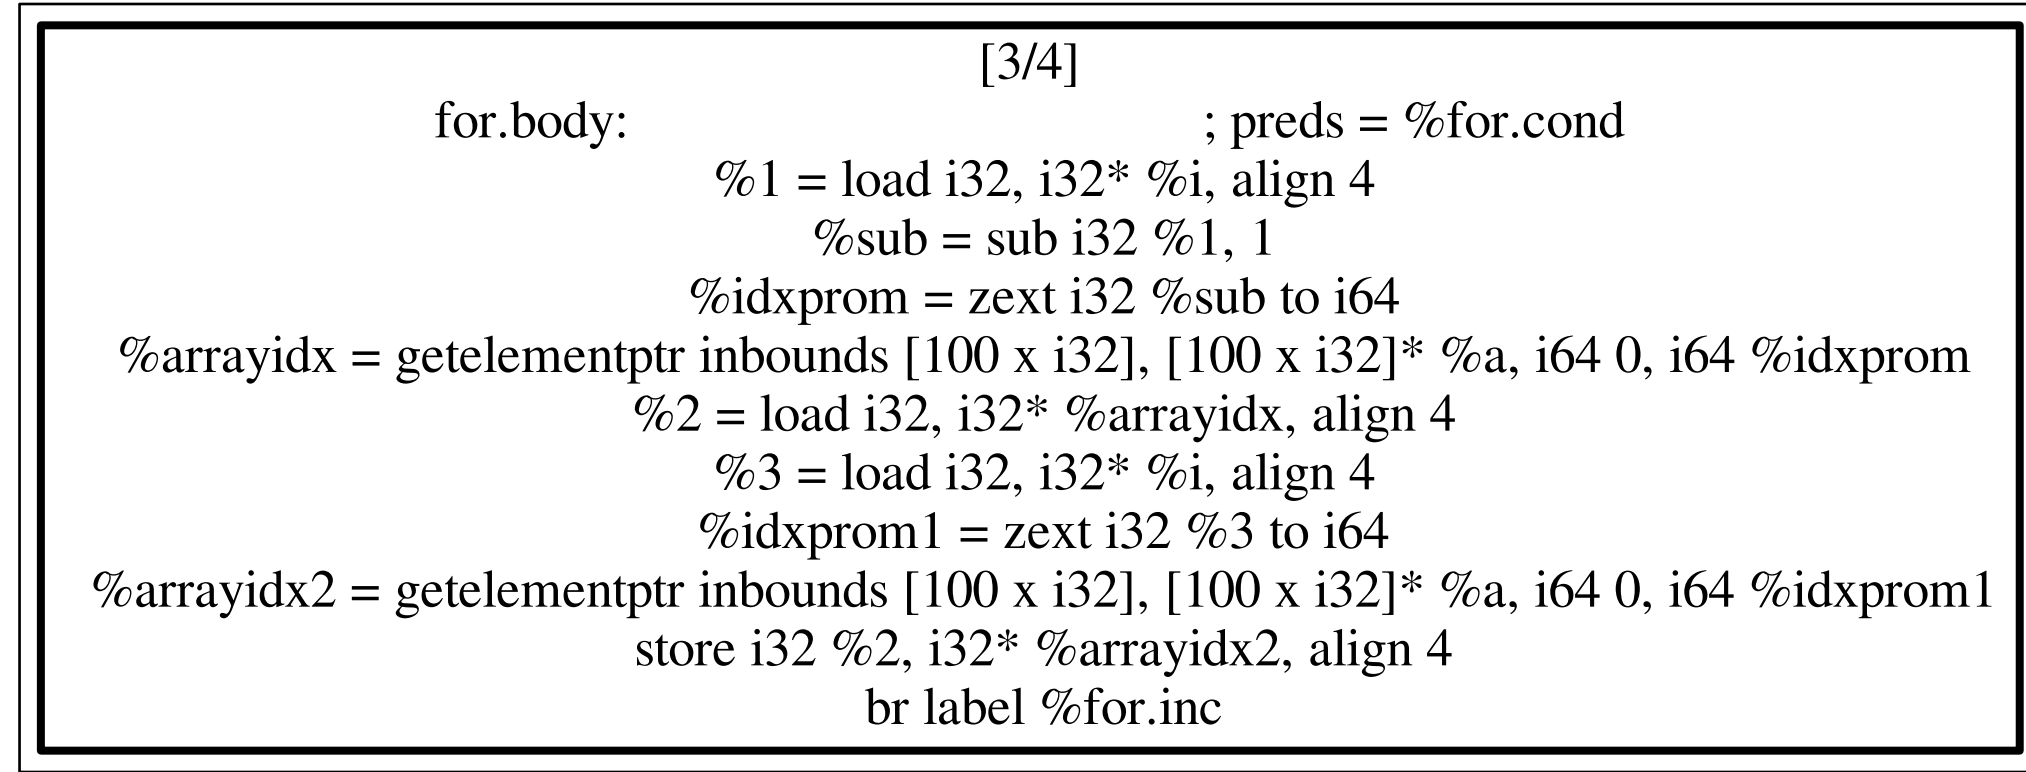 [3/4]
for.body: ; preds = %for.cond
%1 = load i32, i32* %i, align 4
%sub = sub i32 %1, 1
%idxprom = zext i32 %sub to i64
%arrayidx = getelementptr inbounds [100 x i32], [100 x i32]* %a, i64 0, i64 %idxprom
%2 = load i32, i32* %arrayidx, align 4
%3 = load i32, i32* %i, align 4
%idxprom1 = zext i32 %3 to i64
%arrayidx2 = getelementptr inbounds [100 x i32], [100 x i32]* %a, i64 0, i64 %idxprom1
store i32 %2, i32* %arrayidx2, align 4
br label %for.inc